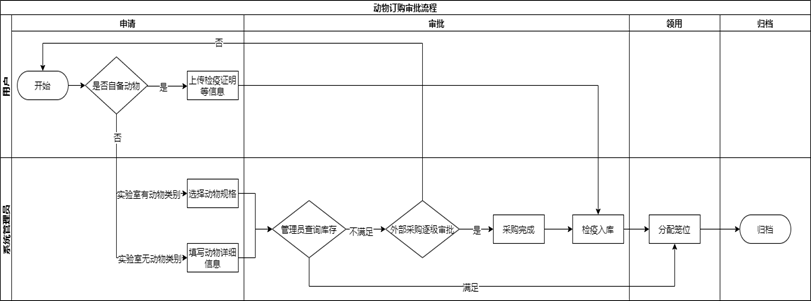 动物订购审批流程
申请
审批
领用
归档
用户
否
开始
是否自备动物
是
上传检疫证明
等信息
否
系统管理员
实验室有动物类别
选择动物规格
管理员查询库存
不满足
外部采购逐级审批
是
采购完成
检疫入库
分配笼位
归档
实验室无动物类别
填写动物详细
信息
满足